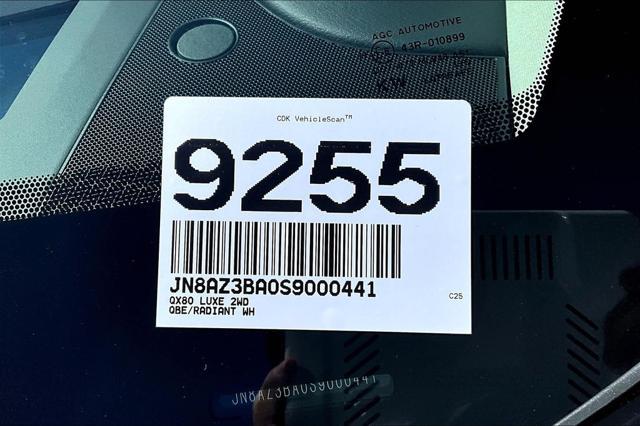 AGC AUTOMOTIVE
43R-010899
CDK VehicleScan™
9255
JN8AZ3BA0S9000441
QX80 LUXE 2WD
QBE/RADIANT WH
C25
JN8AZ3BA0S9000441